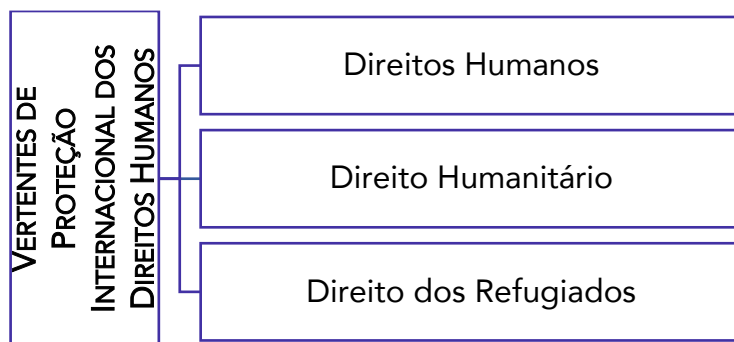 VERTENTES DE
PROTEÇÃO
INTERNACIONAL DOS
DIREITOS HUMANOS
Direitos Humanos
Direito Humanitário
Direito dos Refugiados